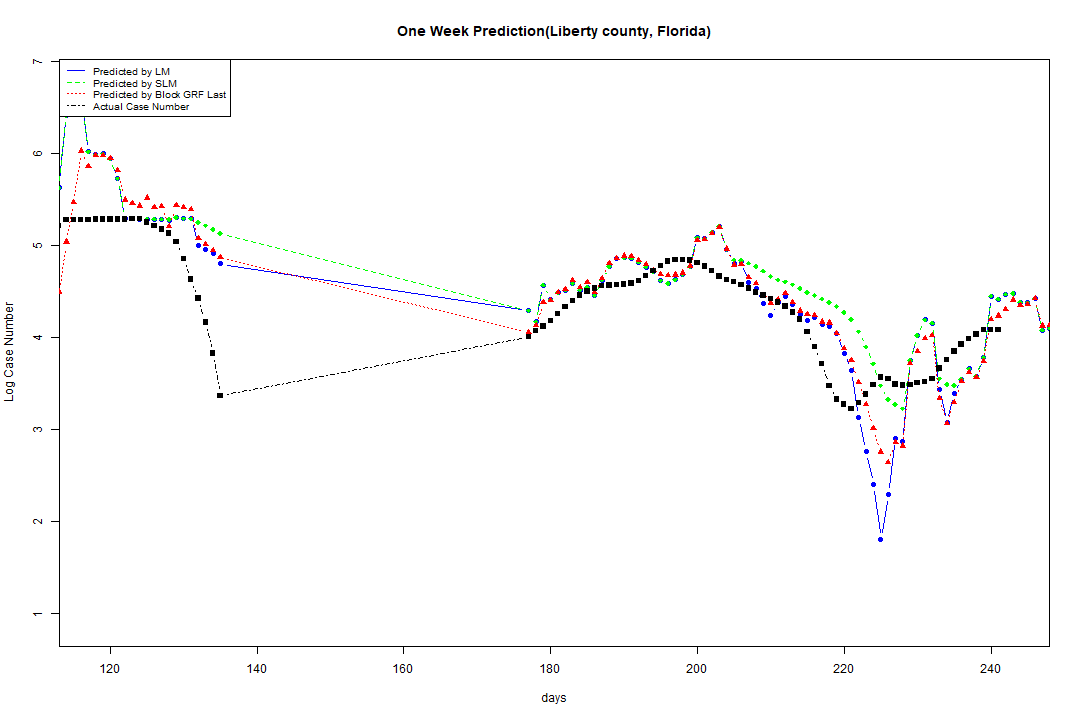 One Week Prediction(Liberty county, Florida)
Predicted by LM
Predicted by SLM
Predicted by Block GRF Last
Actual Case Number
Log Case Number
7
6
5
4
3
2
1
120 140 160 180 200 220 240
days